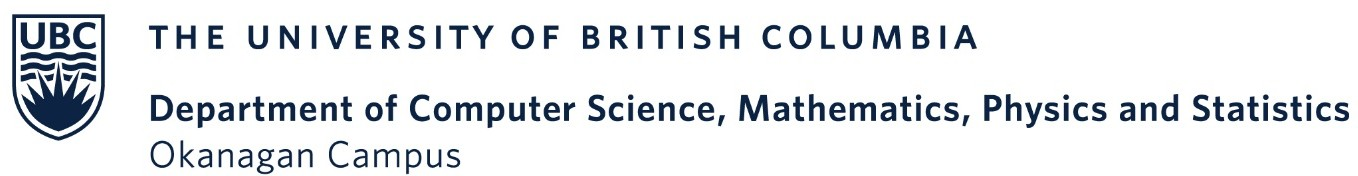 UBC
THE UNIVERSITY OF BRITISH COLUMBIA
Department of Computer Science, Mathematics, Physics and Statistics
Okanagan Campus